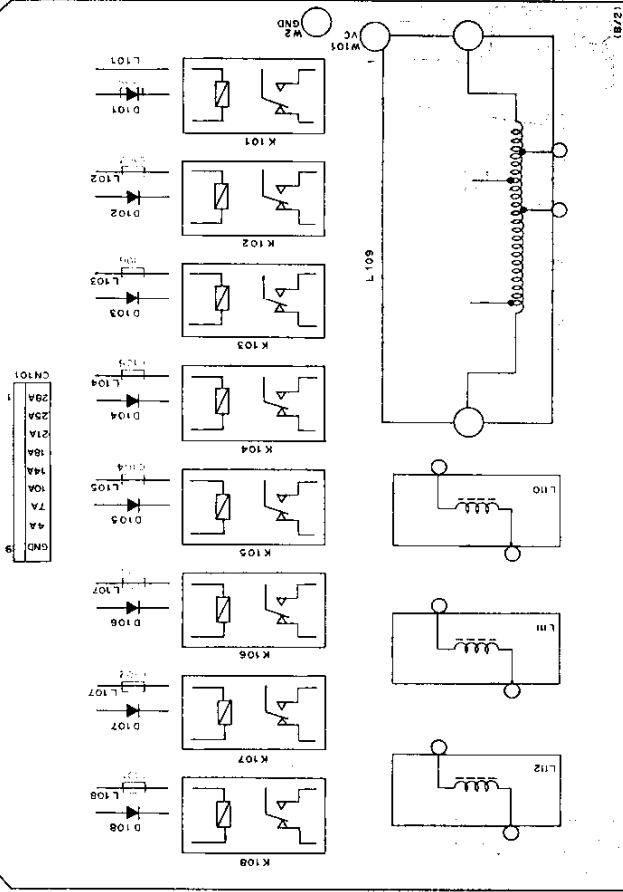 (8/2)
W2
GND
W101
VC
1
L101
D101
K101
L102
D102
K102
L109
L103
D103
K103
CN101
28A 1
25A
21A
18A
14A
10A
7A
4A
GND 9
L104
D104
K104
L105
D105
K105
L110
L107
D106
K106
L111
L107
D107
K107
L112
L108
D108
K108